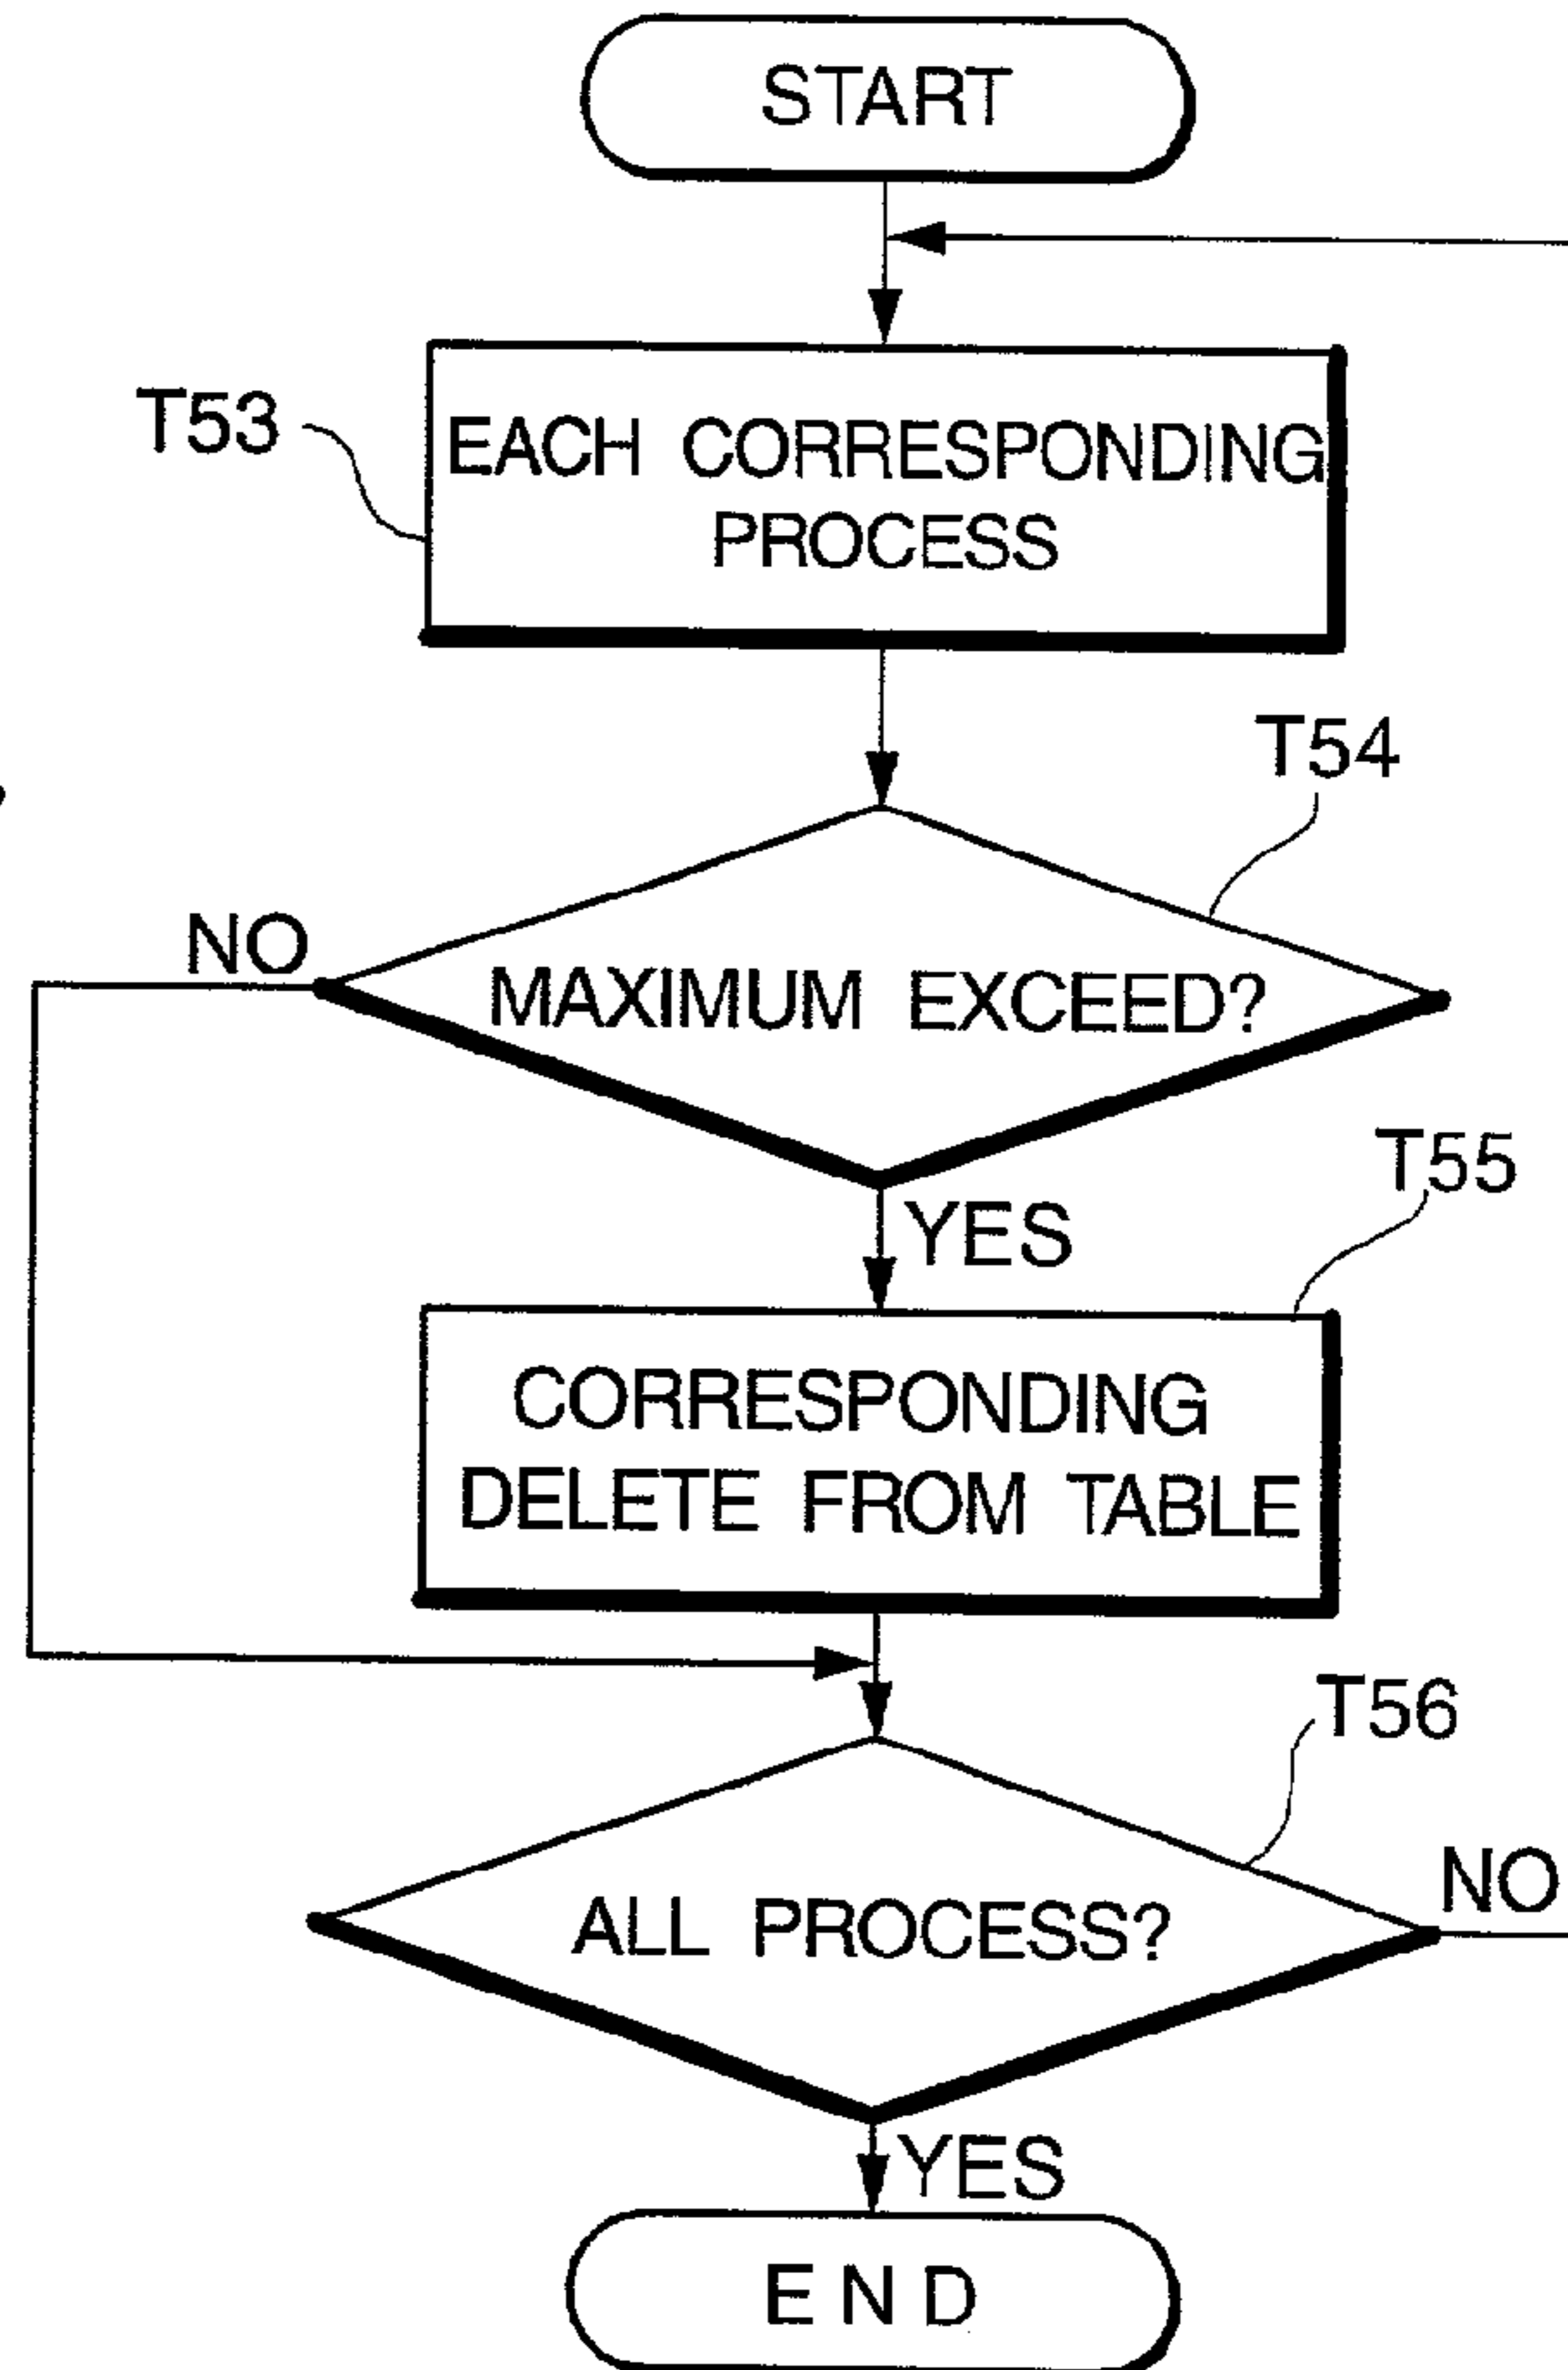 START
T53
EACH CORRESPONDING
PROCESS
T54
NO
MAXIMUM EXCEED?
T55
YES
CORRESPONDING
DELETE FROM TABLE
T56
NO
ALL PROCESS?
YES
END